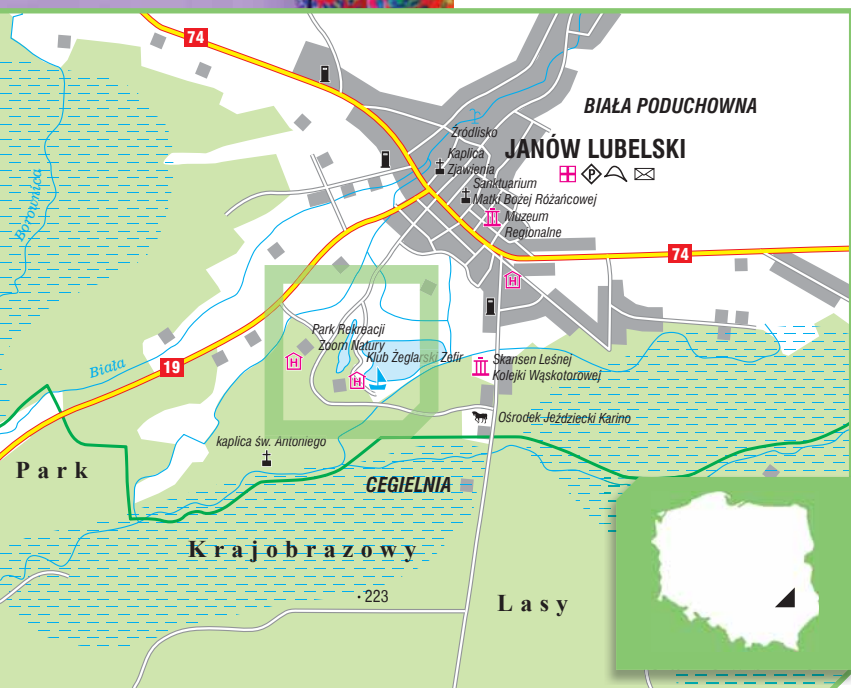 74
BIAŁA PODUCHOWNA
Źródlisko
JANÓW LUBELSKI
Kaplica
Zjawienia
P
Sanktuarium
Matki Bożej Różańcowej
Muzeum
Regionalne
Borownica
74
H
Park Rekreacji
Zoom Natury
Klub Żeglarski Zefir
H
H
Skansen Leśnej
Kolejki Wąskotorowej
Biała
19
Ośrodek Jeździecki Karino
kaplica św. Antoniego
Park
CEGIELNIA
Krajobrazowy
223
Lasy